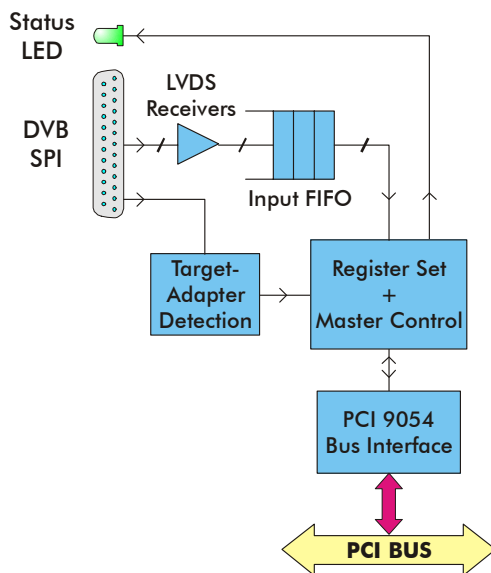 Status
LED
DVB
SPI
LVDS
Receivers
Input FIFO
Target-
Adapter
Detection
Register Set
+
Master Control
PCI 9054
Bus Interface
PCI BUS